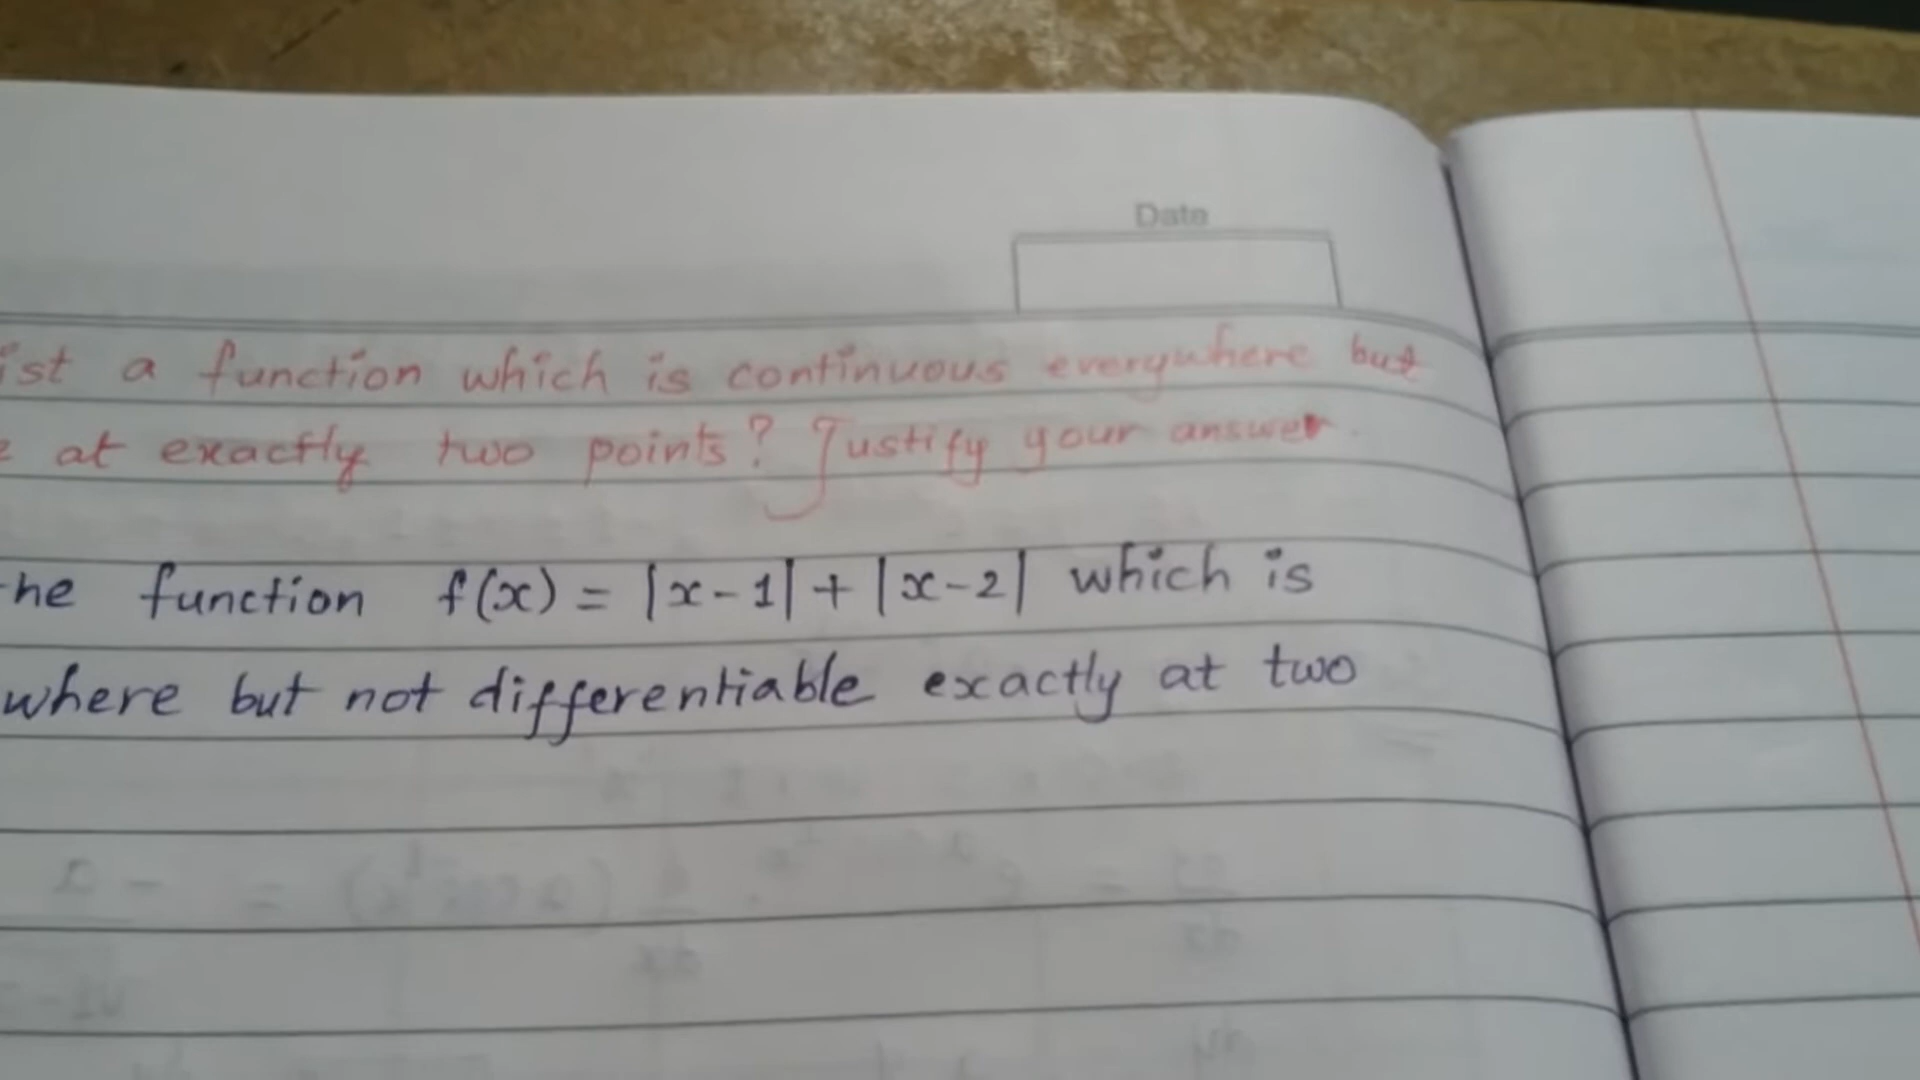 Date
ist a function which is continuous everywhere but
e at exactly two points? Justify your answer.
he function f(x) = |x-1| + |x-2| which is
where but not differentiable exactly at two